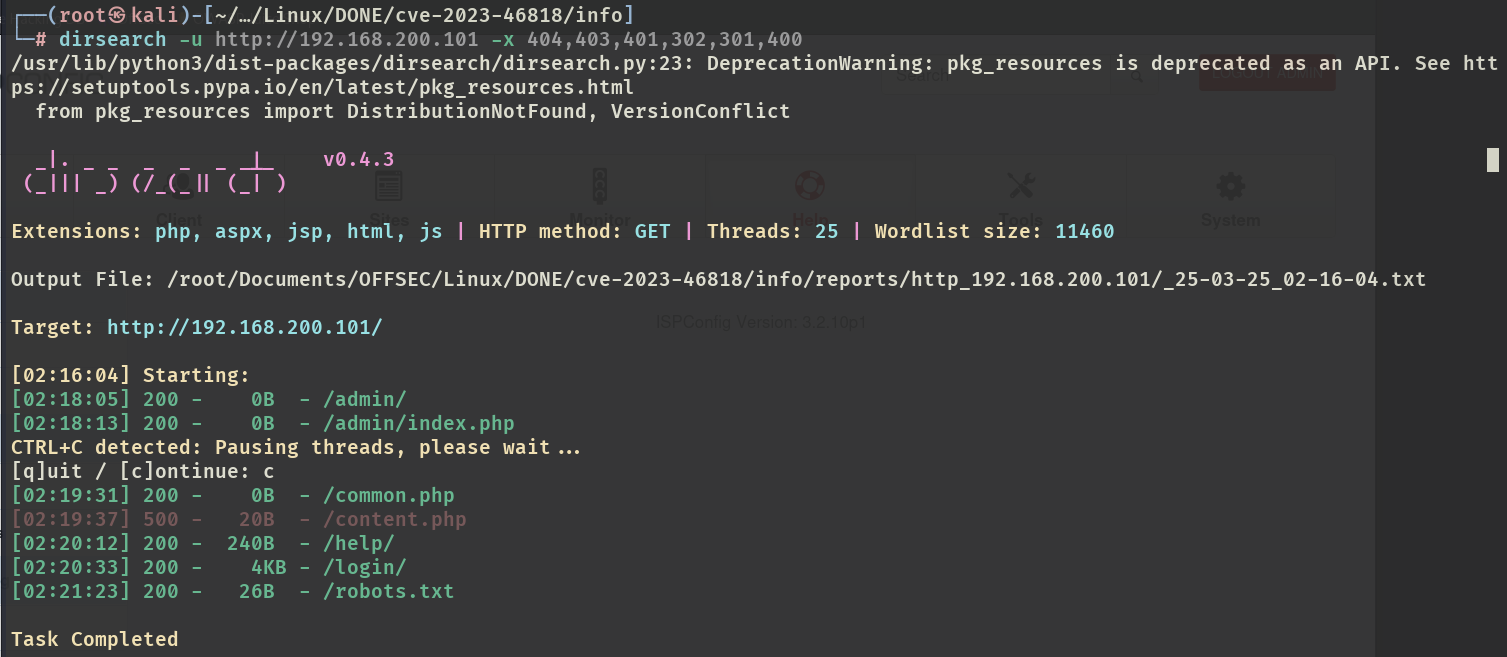 ┌──(root㉿kali)-[~/…/Linux/DONE/cve-2023-46818/info]
└─# dirsearch -u http://192.168.200.101 -x 404,403,401,302,301,400
/usr/lib/python3/dist-packages/dirsearch/dirsearch.py:23: DeprecationWarning: pkg_resources is deprecated as an API. See htt
ps://setuptools.pypa.io/en/latest/pkg_resources.html
  from pkg_resources import DistributionNotFound, VersionConflict
Search
LOGOUT ADMIN
  _|. _ _  _  _  _ _|_    v0.4.3
 (_||| _) (/_(_|| (_| )
Client Sites Monitor Help Tools System
Extensions: php, aspx, jsp, html, js | HTTP method: GET | Threads: 25 | Wordlist size: 11460
Output File: /root/Documents/OFFSEC/Linux/DONE/cve-2023-46818/info/reports/http_192.168.200.101/_25-03-25_02-16-04.txt
Target: http://192.168.200.101/
ISPConfig Version: 3.2.10p1
[02:16:04] Starting:
[02:18:05] 200 -    0B  - /admin/
[02:18:13] 200 -    0B  - /admin/index.php
CTRL+C detected: Pausing threads, please wait...
[q]uit / [c]ontinue: c
[02:19:31] 200 -    0B  - /common.php
[02:19:37] 500 -   20B  - /content.php
[02:20:12] 200 -  240B  - /help/
[02:20:33] 200 -    4KB - /login/
[02:21:23] 200 -   26B  - /robots.txt
Task Completed